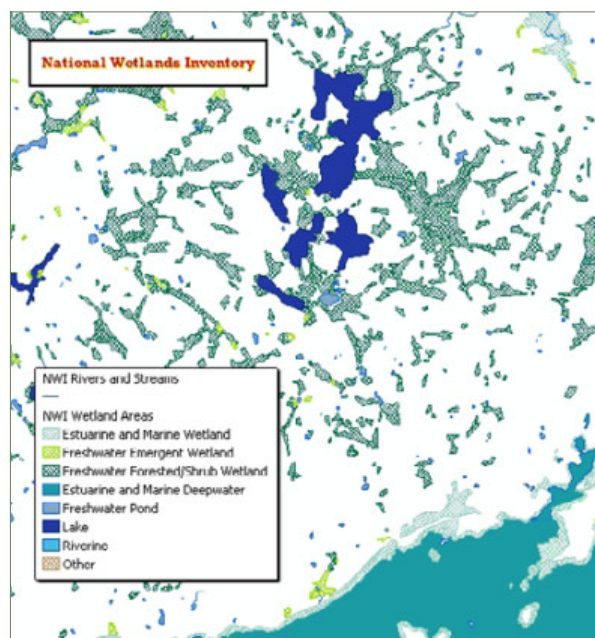 National Wetlands Inventory
NWI Rivers and Streams
NWI Wetland Areas
Estuarine and Marine Wetland
Freshwater Emergent Wetland
Freshwater Forested/Shrub Wetland
Estuarine and Marine Deepwater
Freshwater Pond
Lake
Riverine
Other